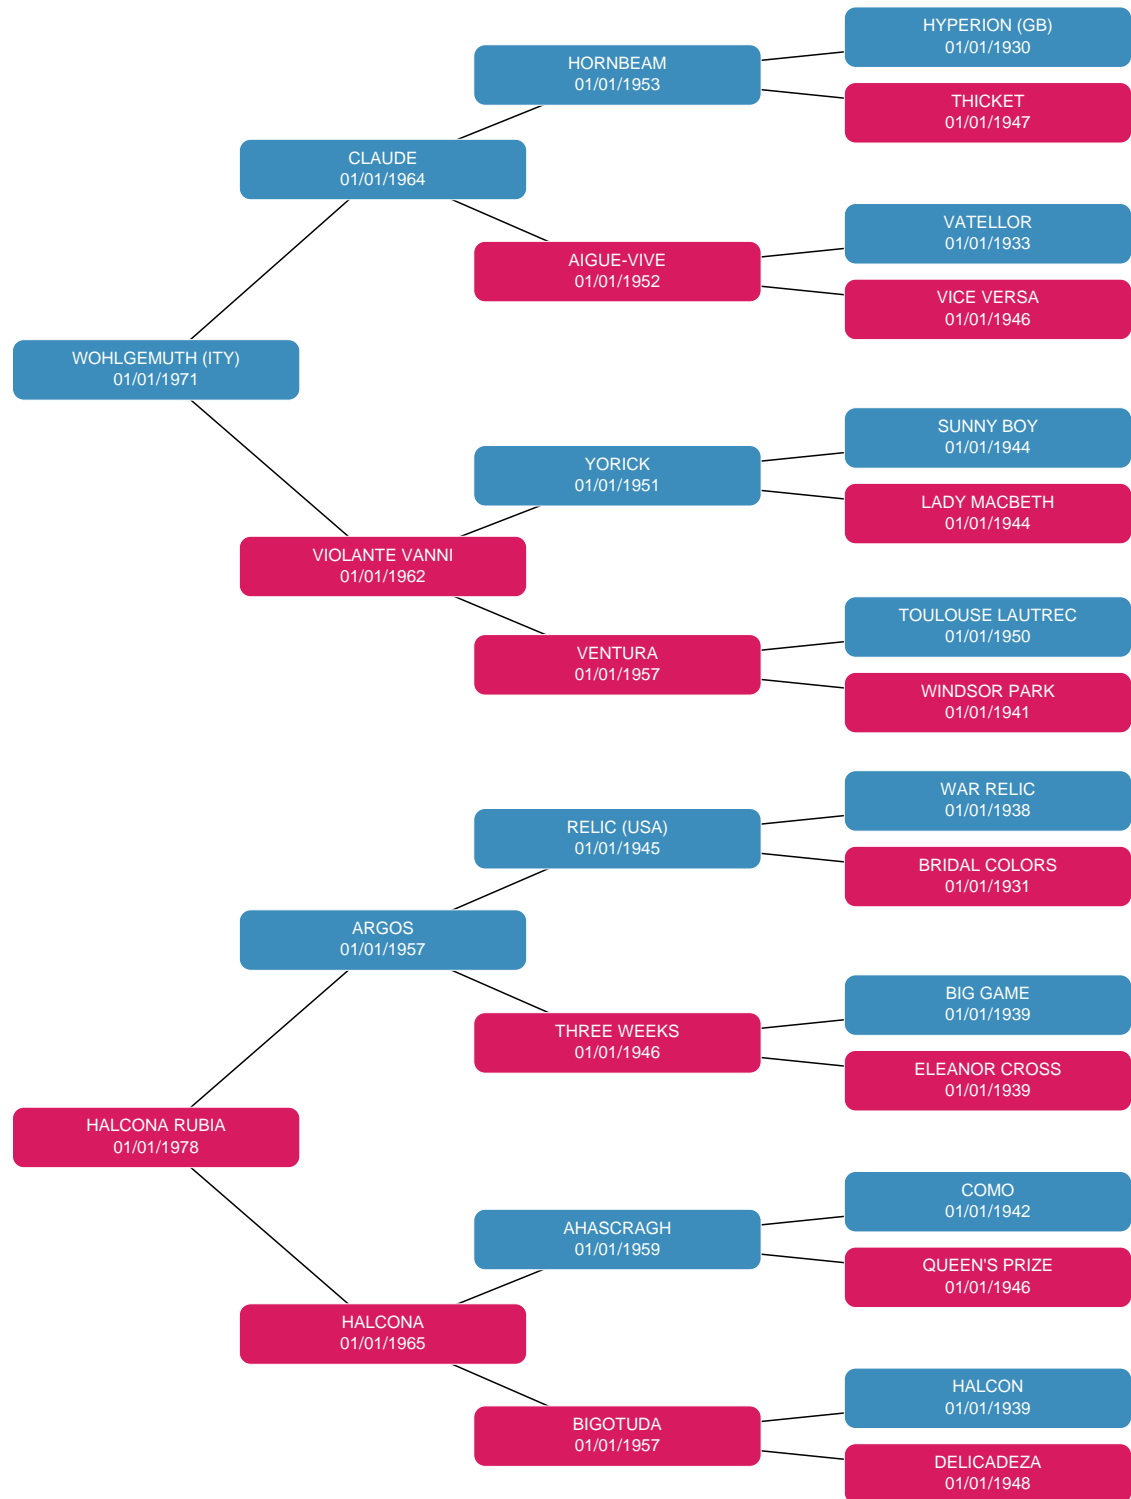 HYPERION (GB)
01/01/1930
HORNBEAM
01/01/1953
THICKET
01/01/1947
CLAUDE
01/01/1964
VATELLOR
01/01/1933
AIGUE-VIVE
01/01/1952
VICE VERSA
01/01/1946
WOHLGEMUTH (ITY)
01/01/1971
SUNNY BOY
01/01/1944
YORICK
01/01/1951
LADY MACBETH
01/01/1944
VIOLANTE VANNI
01/01/1962
TOULOUSE LAUTREC
01/01/1950
VENTURA
01/01/1957
WINDSOR PARK
01/01/1941
WAR RELIC
01/01/1938
RELIC (USA)
01/01/1945
BRIDAL COLORS
01/01/1931
ARGOS
01/01/1957
BIG GAME
01/01/1939
THREE WEEKS
01/01/1946
ELEANOR CROSS
01/01/1939
HALCONA RUBIA
01/01/1978
COMO
01/01/1942
AHASCRAGH
01/01/1959
QUEEN'S PRIZE
01/01/1946
HALCONA
01/01/1965
HALCON
01/01/1939
BIGOTUDA
01/01/1957
DELICADEZA
01/01/1948